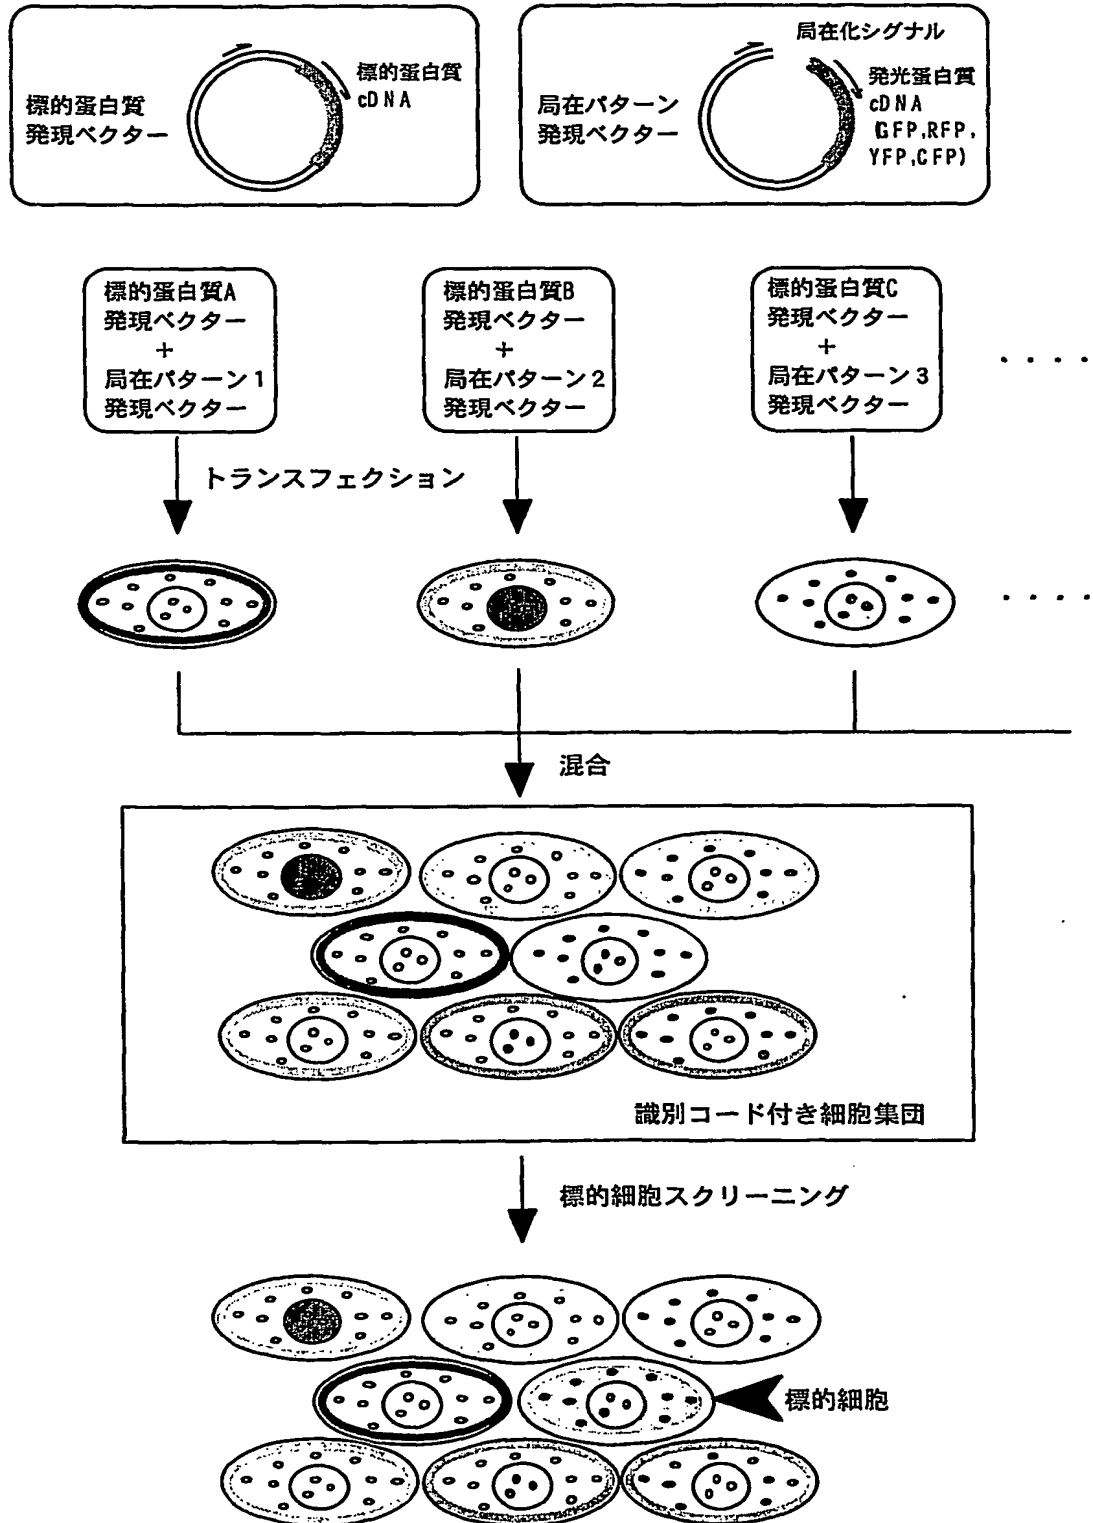 標的蛋白質
発現ベクター
標的蛋白質
cDNA
局在パターン
発現ベクター
局在化シグナル
発光蛋白質
cDNA
(GFP,RFP,
YFP,CFP)
標的蛋白質A
発現ベクター
+
局在パターン1
発現ベクター
標的蛋白質B
発現ベクター
+
局在パターン2
発現ベクター
標的蛋白質C
発現ベクター
+
局在パターン3
発現ベクター
・・・・
トランスフェクション
・・・・
混合
識別コード付き細胞集団
標的細胞スクリーニング
標的細胞